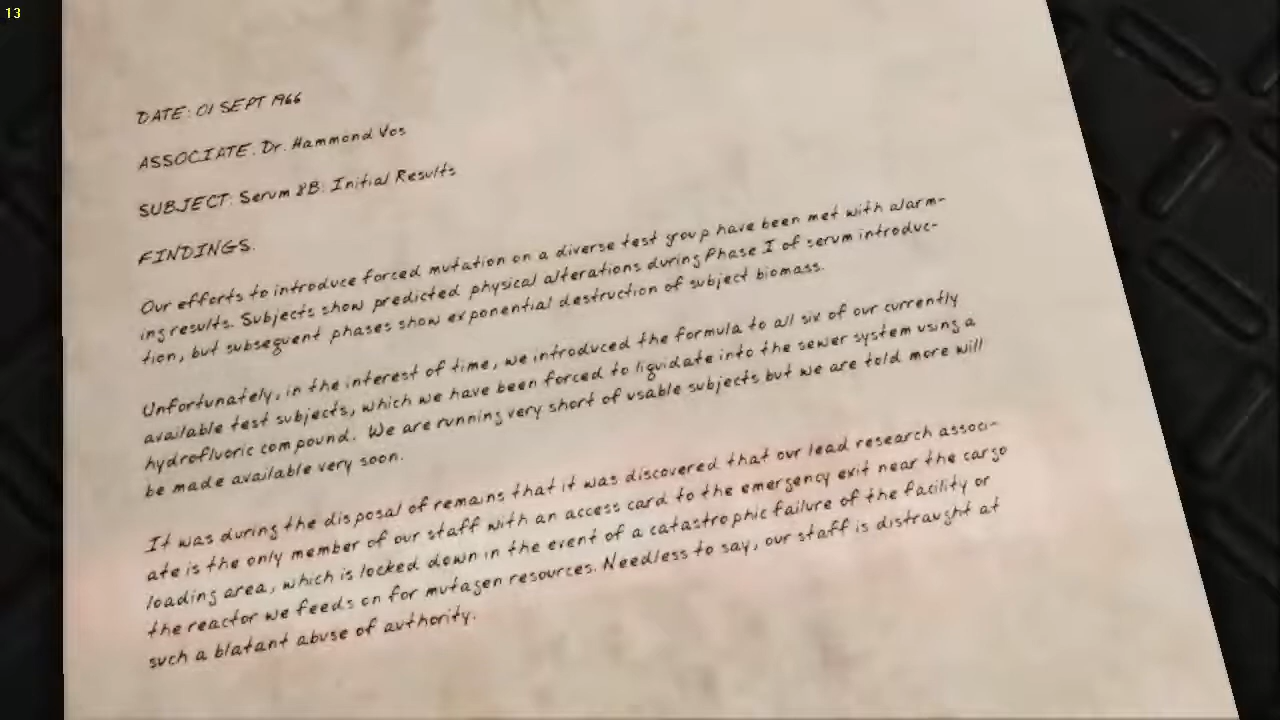 13
DATE: 01 SEPT 1966
ASSOCIATE: Dr. Hammond Vos
SUBJECT: Serum 8B: Initial Results
FINDINGS:
Our efforts to introduce forced mutation on a diverse test group have been met with alarm-
ing results. Subjects show predicted physical alterations during Phase I of serum introduc-
tion, but subsequent phases show exponential destruction of subject biomass.
Unfortunately, in the interest of time, we introduced the formula to all six of our currently
available test subjects, which we have been forced to liquidate into the sewer system using a
hydrofluoric compound. We are running very short of usable subjects but we are told more will
be made available very soon.
It was during the disposal of remains that it was discovered that our lead research associ-
ate is the only member of our staff with an access card to the emergency exit near the cargo
loading area, which is locked down in the event of a catastrophic failure of the facility or
the reactor we feeds on for mutagen resources. Needless to say, our staff is distraught at
such a blatant abuse of authority.